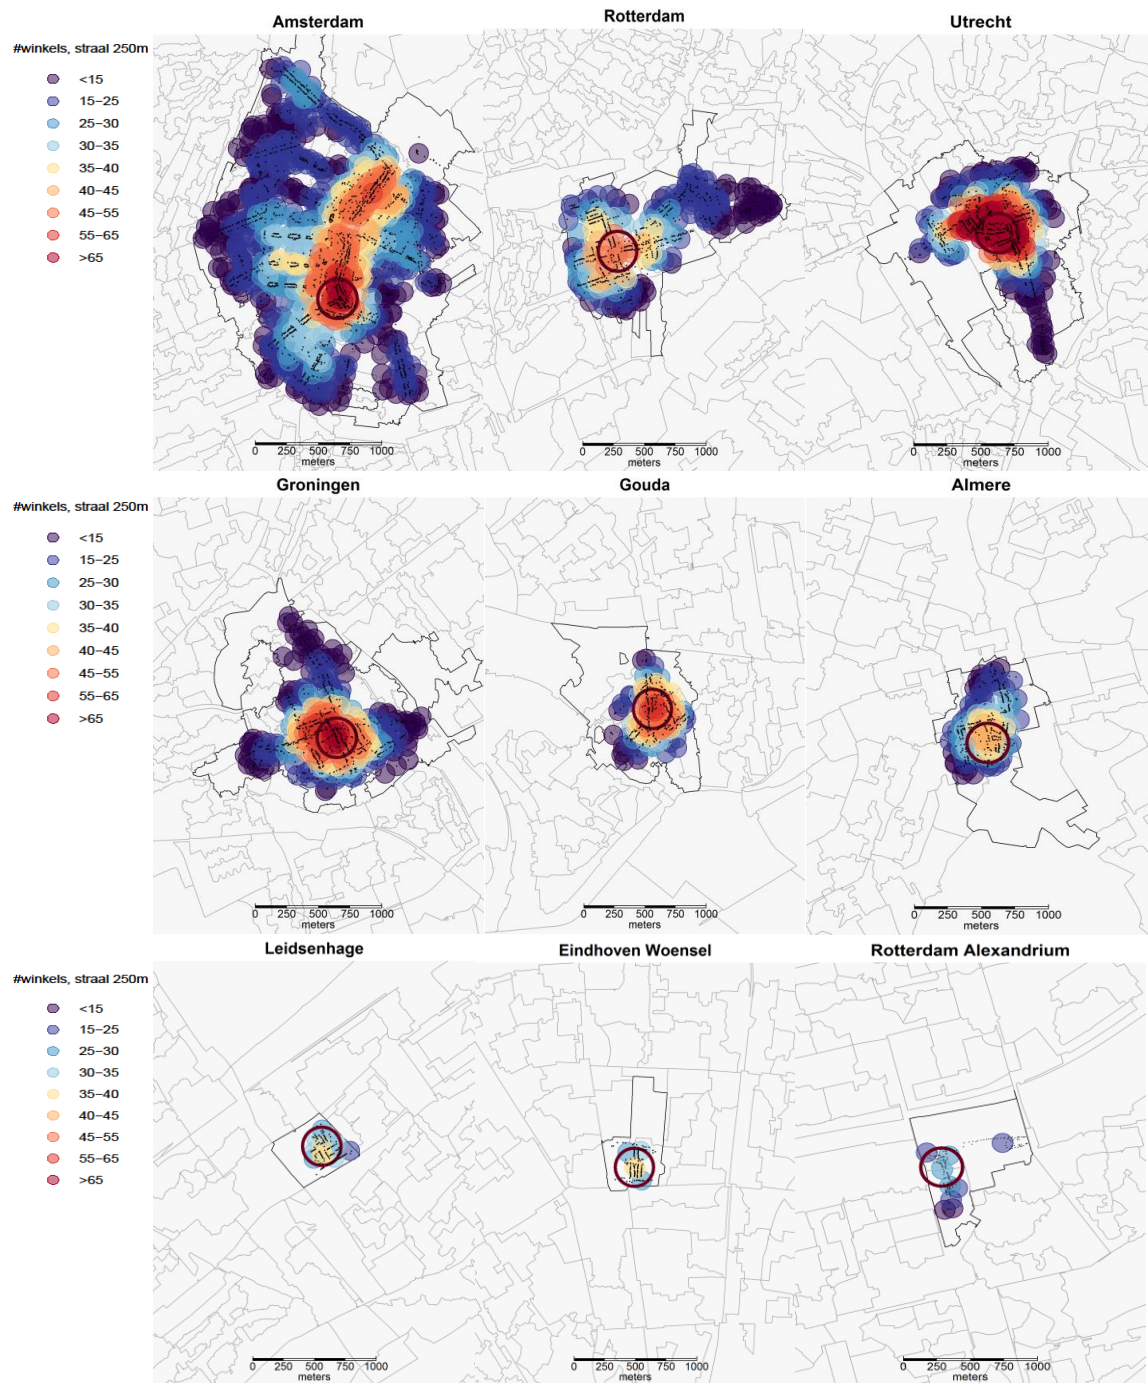 Amsterdam
Rotterdam
Utrecht
#winkels, straal 250m
<15
15–25
25–30
30–35
35–40
40–45
45–55
55–65
>65
0 250 500 750 1000
meters
0 250 500 750 1000
meters
0 250 500 750 1000
meters
Groningen
Gouda
Almere
#winkels, straal 250m
<15
15–25
25–30
30–35
35–40
40–45
45–55
55–65
>65
0 250 500 750 1000
meters
0 250 500 750 1000
meters
0 250 500 750 1000
meters
Leidsenhage
Eindhoven Woensel
Rotterdam Alexandrium
#winkels, straal 250m
<15
15–25
25–30
30–35
35–40
40–45
45–55
55–65
>65
0 250 500 750 1000
meters
0 250 500 750 1000
meters
0 250 500 750 1000
meters